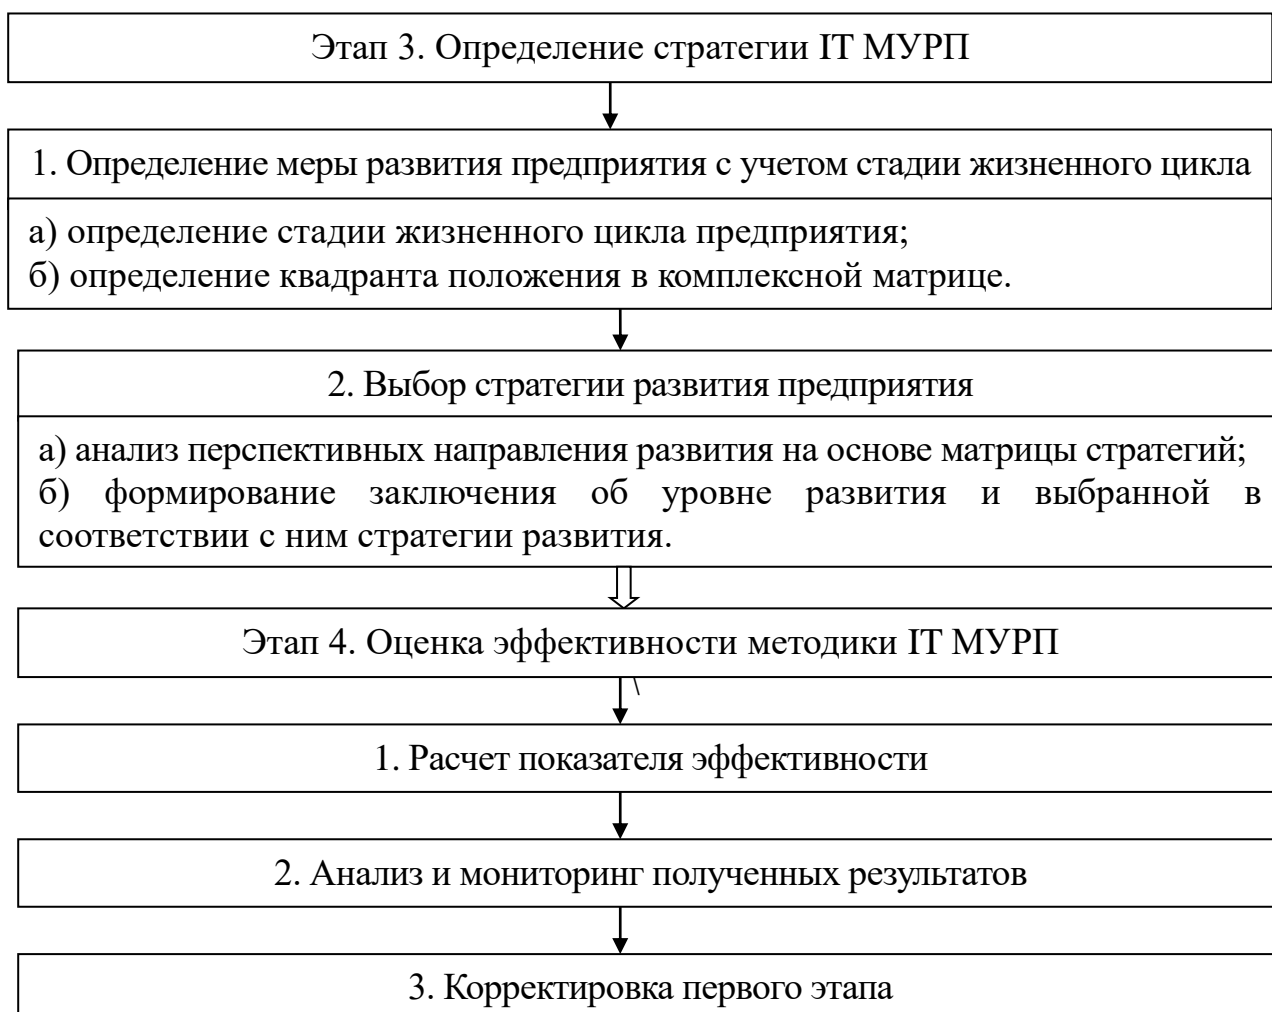 Этап 3. Определение стратегии IT МУРП
1. Определение меры развития предприятия с учетом стадии жизненного цикла
а) определение стадии жизненного цикла предприятия;
б) определение квадранта положения в комплексной матрице.
2. Выбор стратегии развития предприятия
а) анализ перспективных направления развития на основе матрицы стратегий;
б) формирование заключения об уровне развития и выбранной в
соответствии с ним стратегии развития.
Этап 4. Оценка эффективности методики IT МУРП
\
1. Расчет показателя эффективности
2. Анализ и мониторинг полученных результатов
3. Корректировка первого этапа